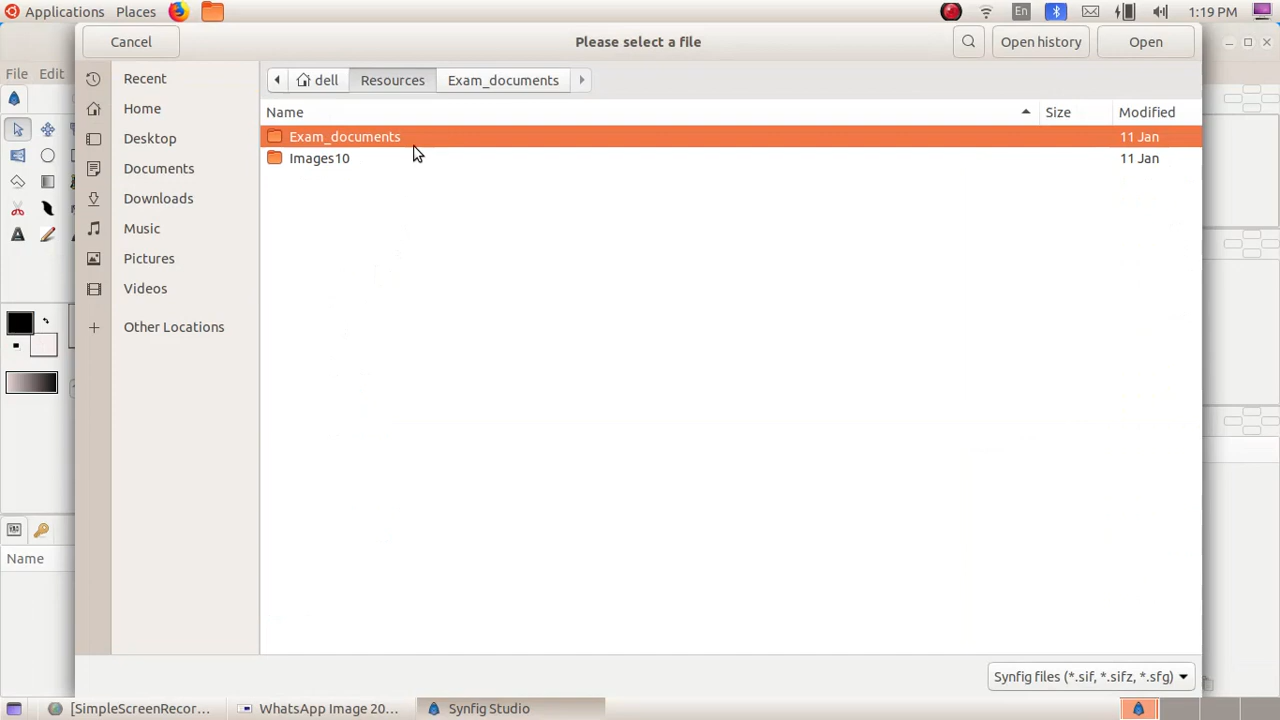 Applications Places En 1:19 PM
Cancel Please select a file Open history Open
File Edit
Recent
Home
Desktop
Documents
Downloads
Music
Pictures
Videos
Other Locations
dell Resources Exam_documents
Name Size Modified
Exam_documents 11 Jan
Images10 11 Jan
Name
Synfig files (*.sif, *.sifz, *.sfg)
[SimpleScreenRecor... WhatsApp Image 20... Synfig Studio